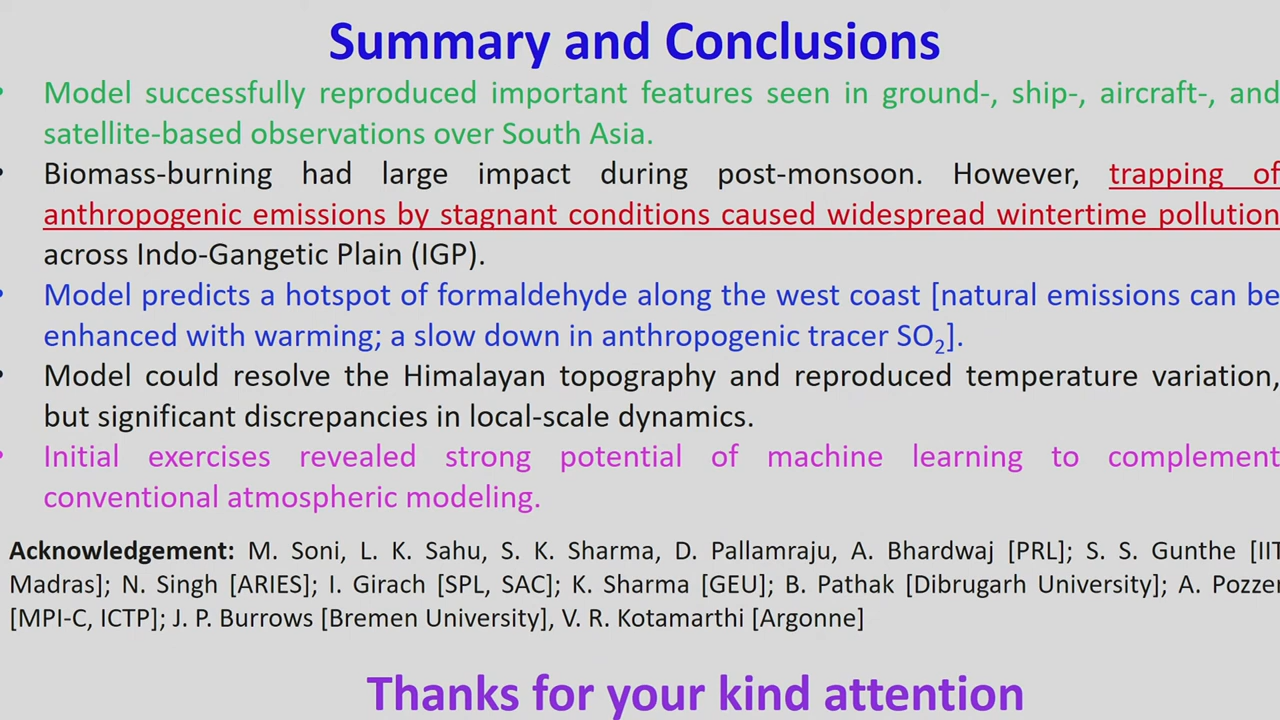 Summary and Conclusions
• Model successfully reproduced important features seen in ground-, ship-, aircraft-, and
satellite-based observations over South Asia.
• Biomass-burning had large impact during post-monsoon. However, trapping of
anthropogenic emissions by stagnant conditions caused widespread wintertime pollution
across Indo-Gangetic Plain (IGP).
• Model predicts a hotspot of formaldehyde along the west coast [natural emissions can be
enhanced with warming; a slow down in anthropogenic tracer SO₂].
• Model could resolve the Himalayan topography and reproduced temperature variation,
but significant discrepancies in local-scale dynamics.
• Initial exercises revealed strong potential of machine learning to complement
conventional atmospheric modeling.
Acknowledgement: M. Soni, L. K. Sahu, S. K. Sharma, D. Pallamraju, A. Bhardwaj [PRL]; S. S. Gunthe [IIT
Madras]; N. Singh [ARIES]; I. Girach [SPL, SAC]; K. Sharma [GEU]; B. Pathak [Dibrugarh University]; A. Pozzer
[MPI-C, ICTP]; J. P. Burrows [Bremen University], V. R. Kotamarthi [Argonne]
Thanks for your kind attention